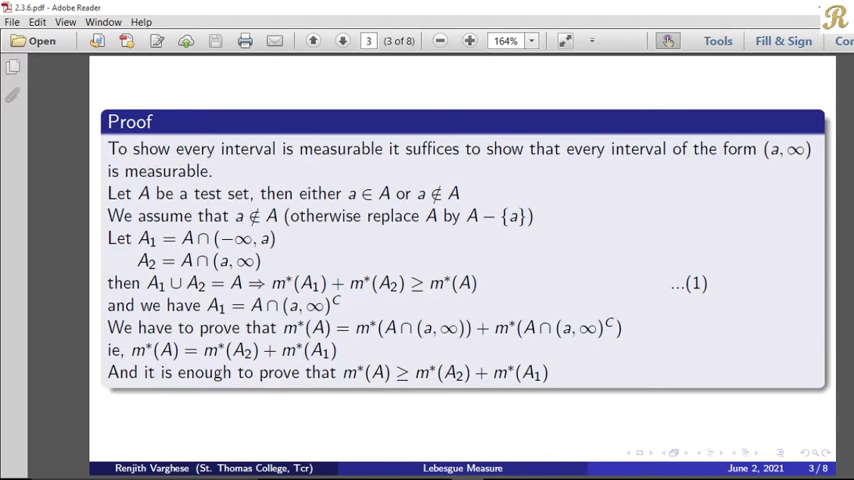 2.3.6.pdf - Adobe Reader
File Edit View Window Help
Open 3 (3 of 8) 164% Tools Fill & Sign Cor
R
Proof
To show every interval is measurable it suffices to show that every interval of the form (a, ∞)
is measurable.
Let A be a test set, then either a ∈ A or a ∉ A
We assume that a ∉ A (otherwise replace A by A − {a})
Let A₁ = A ∩ (−∞, a)
A₂ = A ∩ (a, ∞)
then A₁ ∪ A₂ = A ⇒ m*(A₁) + m*(A₂) ≥ m*(A) ...(1)
and we have A₁ = A ∩ (a, ∞)ᶜ
We have to prove that m*(A) = m*(A ∩ (a, ∞)) + m*(A ∩ (a, ∞)ᶜ)
ie, m*(A) = m*(A₂) + m*(A₁)
And it is enough to prove that m*(A) ≥ m*(A₂) + m*(A₁)
Renjith Varghese (St. Thomas College, Tcr) Lebesgue Measure June 2, 2021 3 / 8